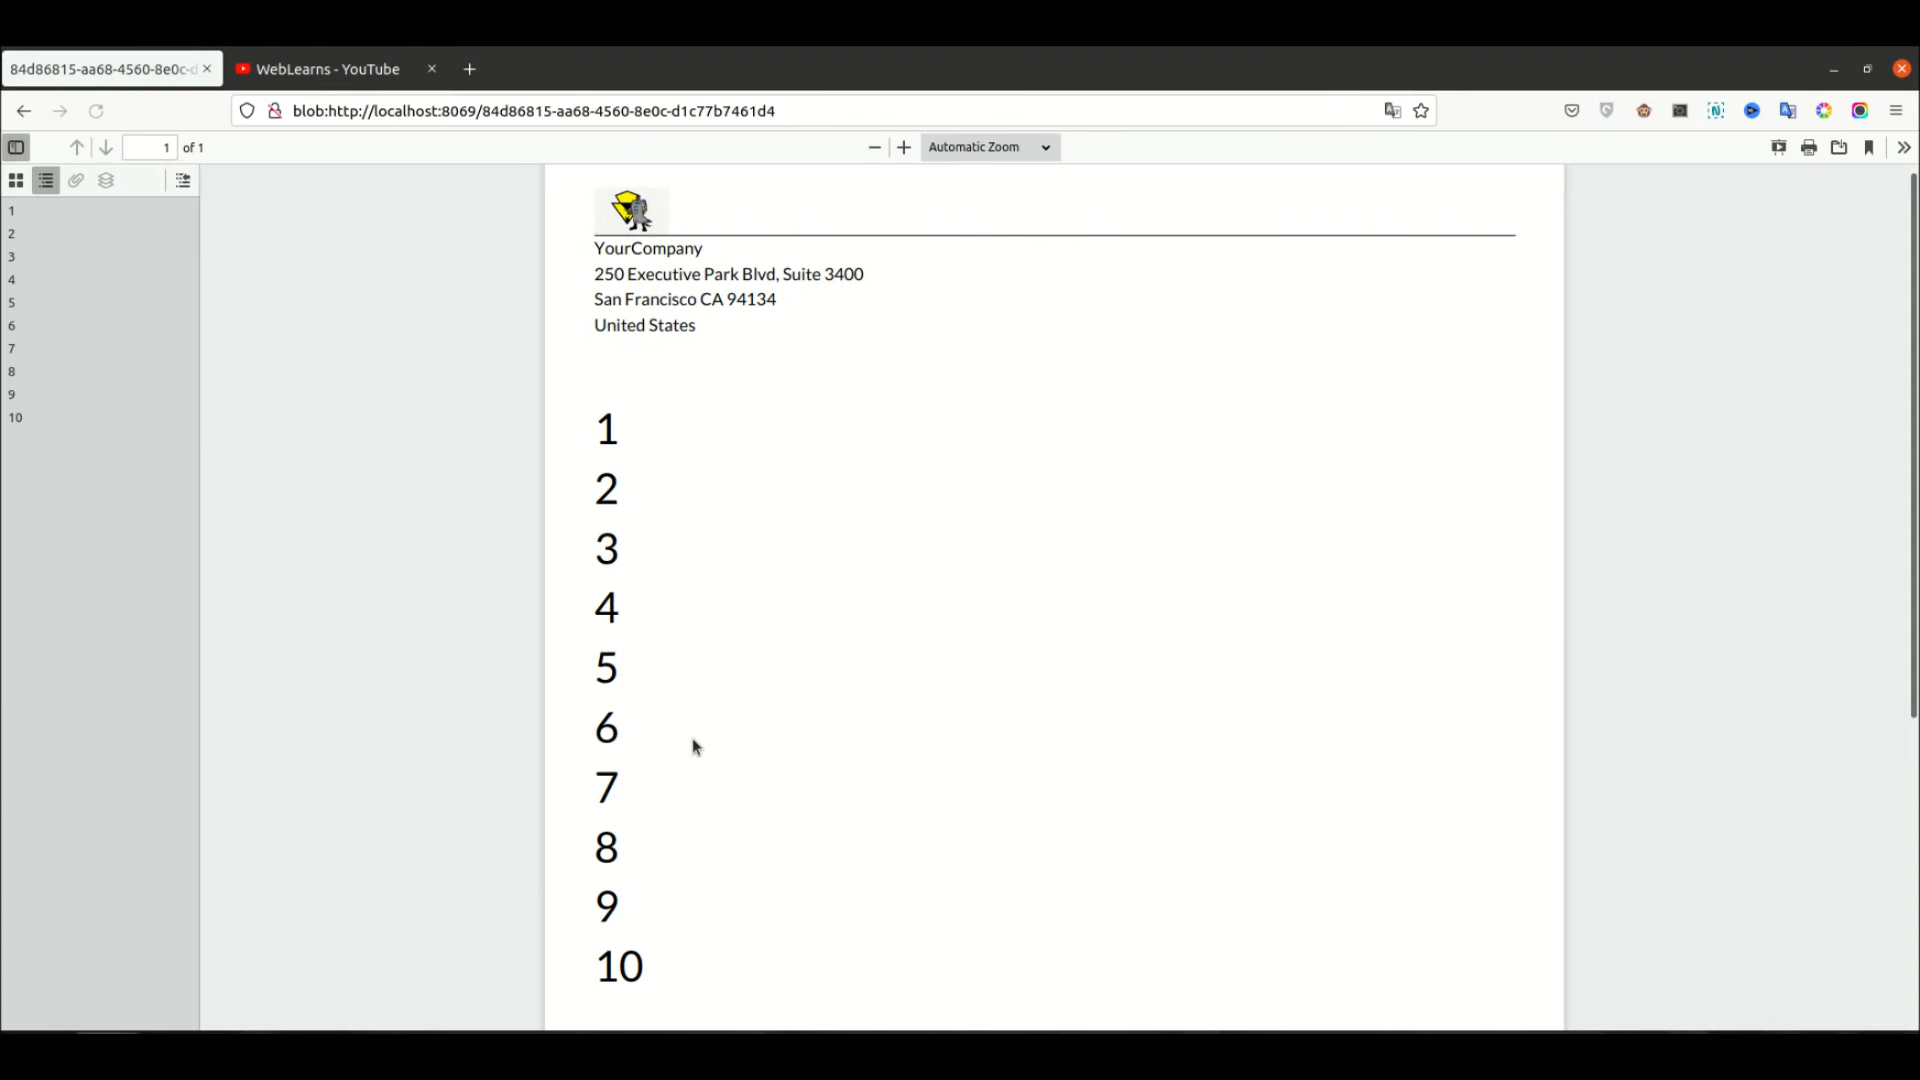 84d86815-aa68-4560-8e0c-d
WebLearns - YouTube
blob:http://localhost:8069/84d86815-aa68-4560-8e0c-d1c77b7461d4
1 of 1
Automatic Zoom
1
2
3
4
5
6
7
8
9
10
YourCompany
250 Executive Park Blvd, Suite 3400
San Francisco CA 94134
United States
1
2
3
4
5
6
7
8
9
10